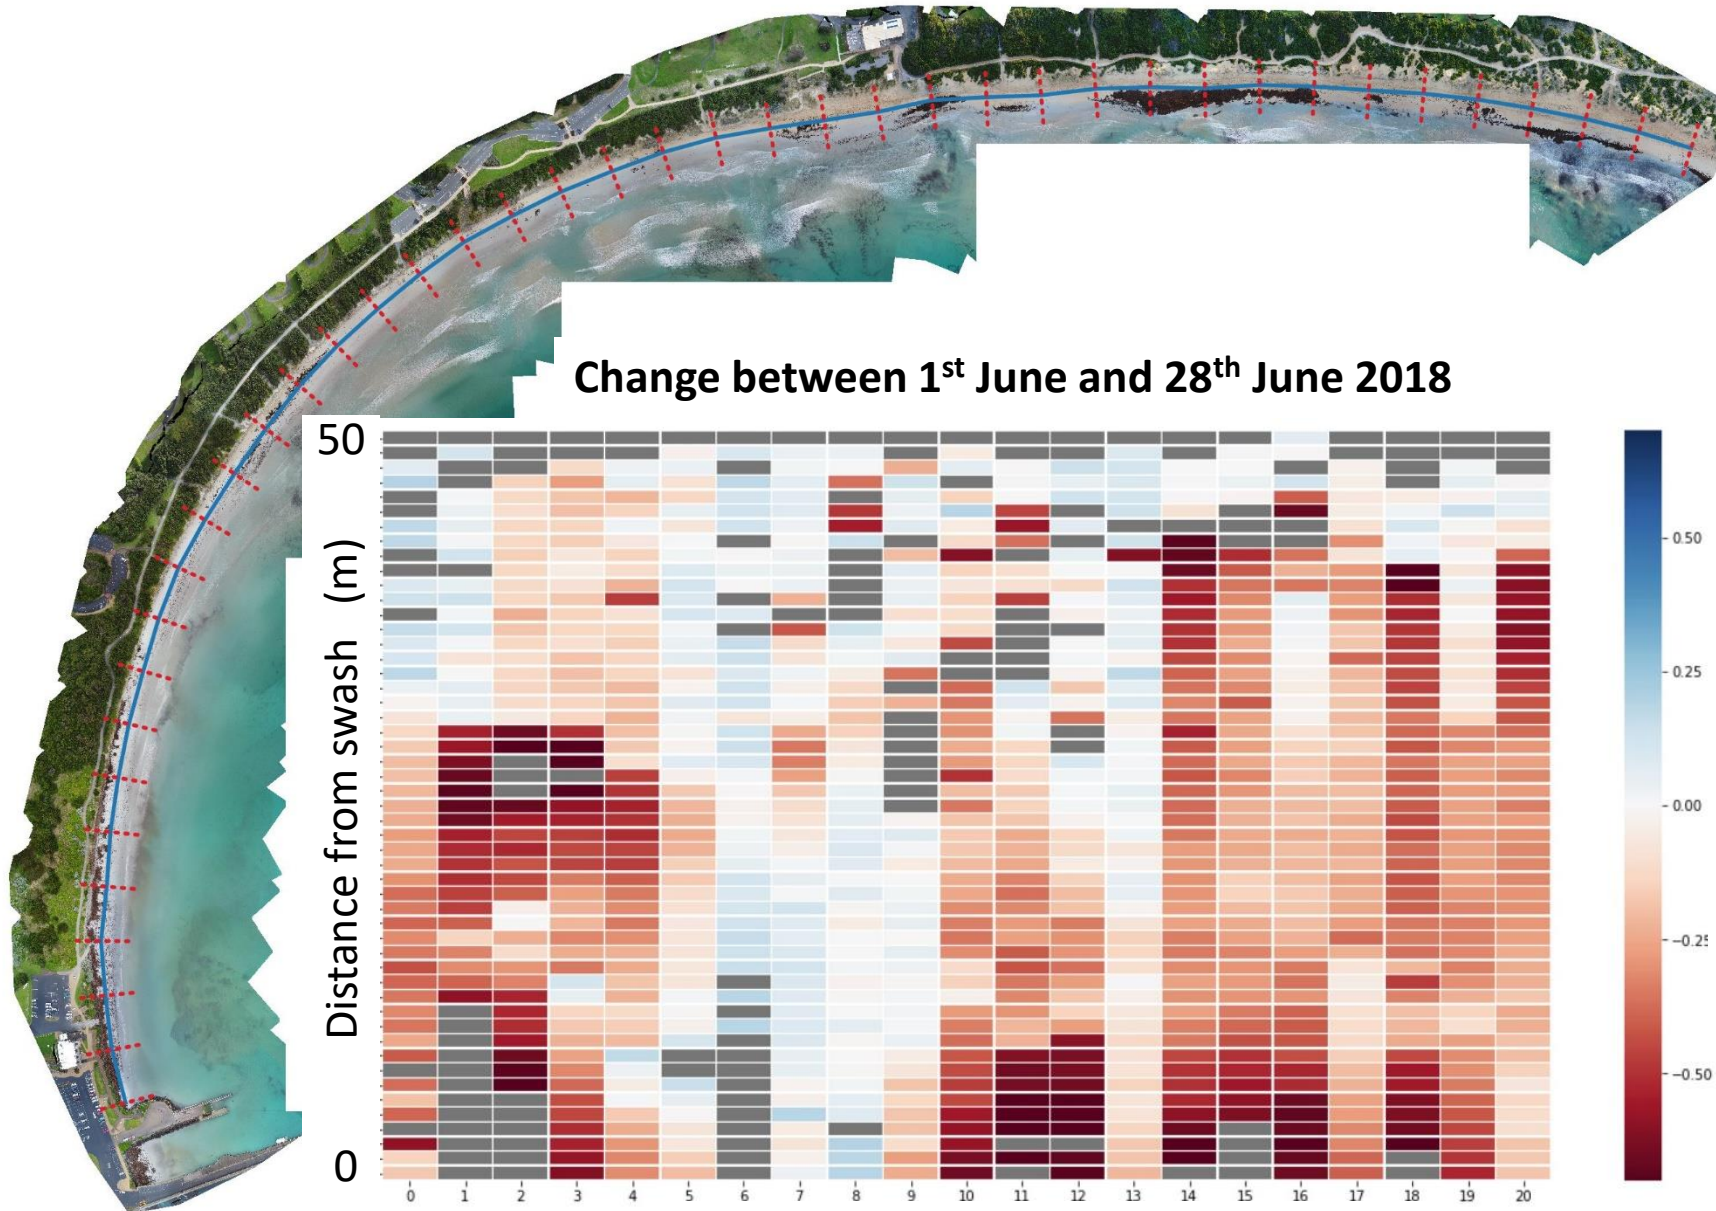 Change between 1st June and 28th June 2018
50
Distance from swash (m)
0
0 1 2 3 4 5 6 7 8 9 10 11 12 13 14 15 16 17 18 19 20
0.50
0.25
0.00
−0.25
−0.50